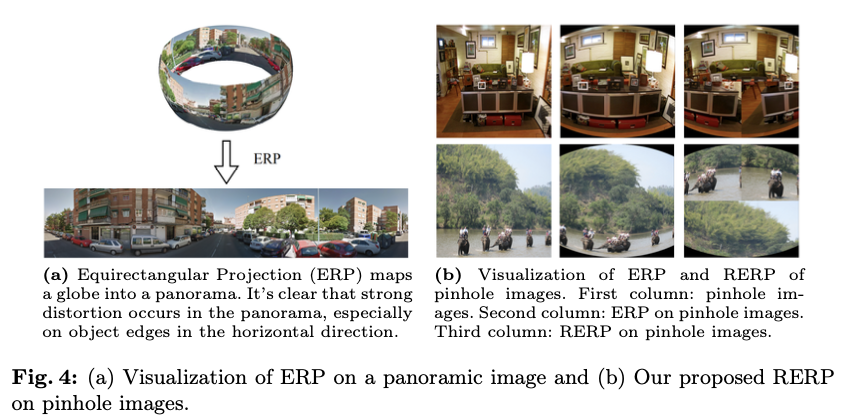 ERP
(a) Equirectangular Projection (ERP) maps
a globe into a panorama. It's clear that strong
distortion occurs in the panorama, especially
on object edges in the horizontal direction.
(b) Visualization of ERP and RERP of
pinhole images. First column: pinhole im-
ages. Second column: ERP on pinhole images.
Third column: RERP on pinhole images.
Fig. 4: (a) Visualization of ERP on a panoramic image and (b) Our proposed RERP
on pinhole images.